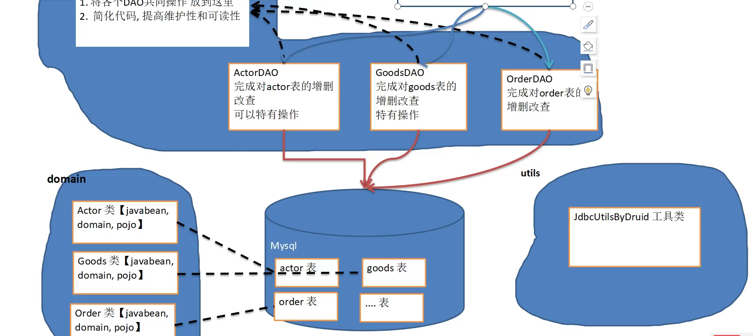 1. 将各个DAO共同操作 放到这里
2. 简化代码, 提高维护性和可读性
ActorDAO
完成对actor表的增删
改查
可以特有操作
GoodsDAO
完成对goods表的
增删改查
特有操作
OrderDAO
完成对order表的
增删改查
domain
utils
Actor 类【javabean,
domain, pojo】
Goods 类【javabean,
domain, pojo】
Order 类【javabean,
domain, pojo】
Mysql
actor 表
goods 表
order 表
.... 表
JdbcUtilsByDruid 工具类